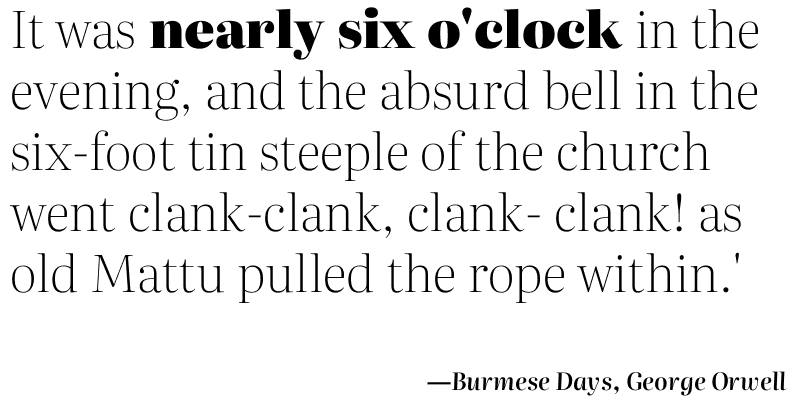 It was nearly six o'clock in the
evening, and the absurd bell in the
six-foot tin steeple of the church
went clank-clank, clank- clank! as
old Mattu pulled the rope within.'
—Burmese Days, George Orwell